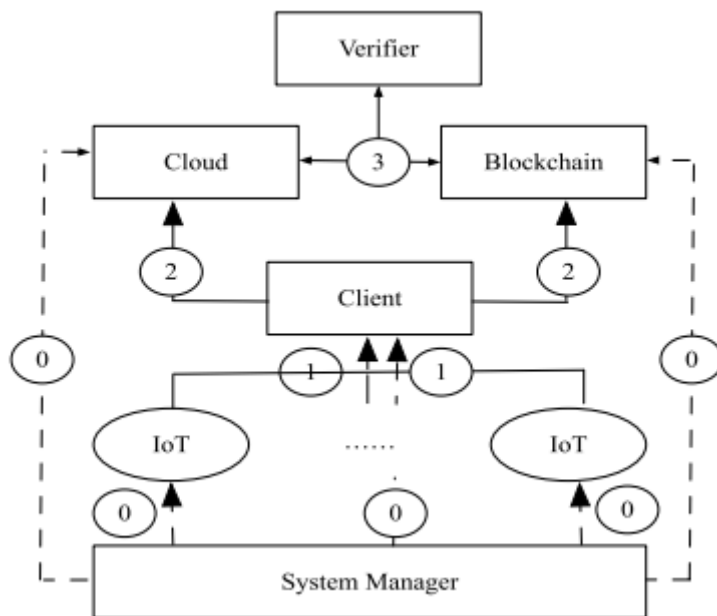 Verifier
Cloud
3
Blockchain
2
2
Client
0
1
1
0
IoT
......
IoT
0
0
0
System Manager